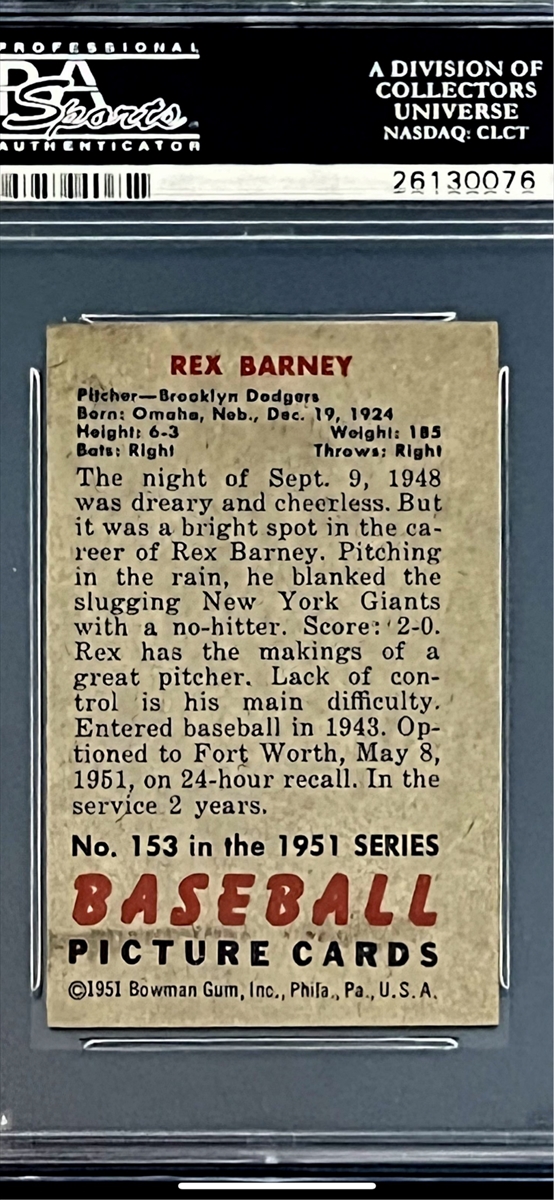 PROFESSIONAL
PSA
Sports
AUTHENTICATOR
A DIVISION OF
COLLECTORS
UNIVERSE
NASDAQ: CLCT
26130076
REX BARNEY
Pitcher—Brooklyn Dodgers
Born: Omaha, Neb., Dec. 19, 1924
Height: 6-3 Weight: 185
Bats: Right Throws: Right
The night of Sept. 9, 1948
was dreary and cheerless. But
it was a bright spot in the ca-
reer of Rex Barney. Pitching
in the rain, he blanked the
slugging New York Giants
with a no-hitter. Score: 2-0.
Rex has the makings of a
great pitcher. Lack of con-
trol is his main difficulty.
Entered baseball in 1943. Op-
tioned to Fort Worth, May 8,
1951, on 24-hour recall. In the
service 2 years.
No. 153 in the 1951 SERIES
BASEBALL
PICTURE CARDS
©1951 Bowman Gum, Inc., Phila., Pa., U.S.A.